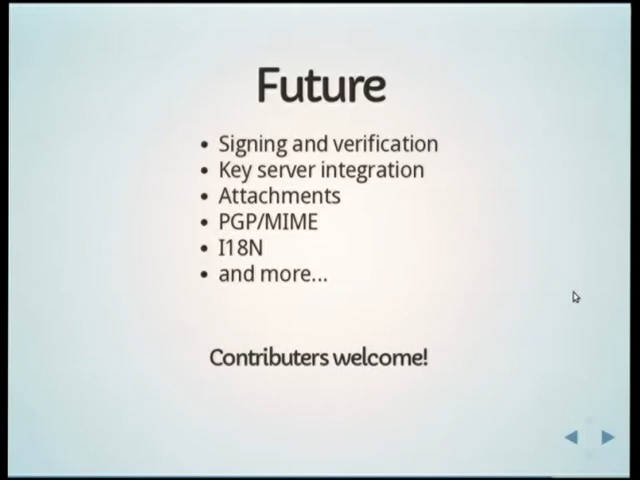 Future
• Signing and verification
• Key server integration
• Attachments
• PGP/MIME
• I18N
• and more...
Contributers welcome!